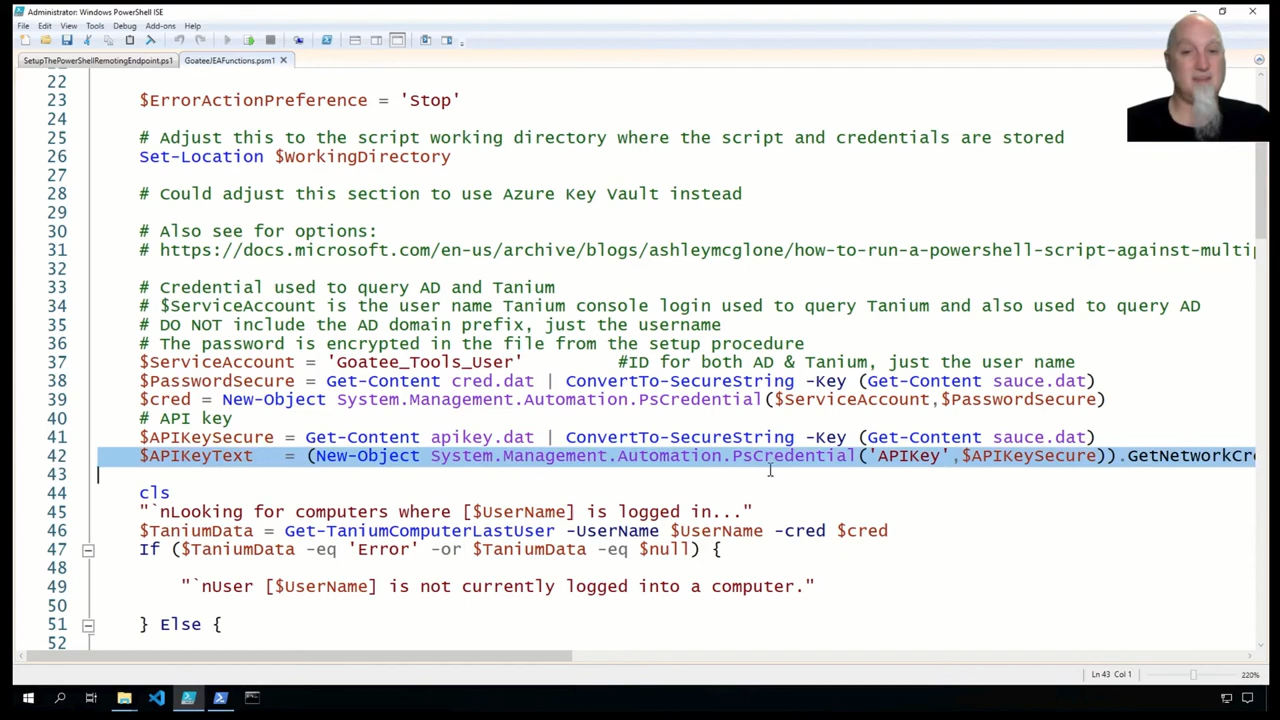 Administrator: Windows PowerShell ISE
File Edit View Tools Debug Add-ons Help
SetupThePowerShellRemotingEndpoint.ps1 GoateeJEAFunctions.psm1
22
23 $ErrorActionPreference = 'Stop'
24
25 # Adjust this to the script working directory where the script and credentials are stored
26 Set-Location $WorkingDirectory
27
28 # Could adjust this section to use Azure Key Vault instead
29
30 # Also see for options:
31 # https://docs.microsoft.com/en-us/archive/blogs/ashleymcglone/how-to-run-a-powershell-script-against-multip
32
33 # Credential used to query AD and Tanium
34 # $ServiceAccount is the user name Tanium console login used to query Tanium and also used to query AD
35 # DO NOT include the AD domain prefix, just the username
36 # The password is encrypted in the file from the setup procedure
37 $ServiceAccount = 'Goatee_Tools_User' #ID for both AD & Tanium, just the user name
38 $PasswordSecure = Get-Content cred.dat | ConvertTo-SecureString -Key (Get-Content sauce.dat)
39 $cred = New-Object System.Management.Automation.PsCredential($ServiceAccount,$PasswordSecure)
40 # API key
41 $APIKeySecure = Get-Content apikey.dat | ConvertTo-SecureString -Key (Get-Content sauce.dat)
42 $APIKeyText = (New-Object System.Management.Automation.PsCredential('APIKey',$APIKeySecure)).GetNetworkCre
43
44 cls
45 "`nLooking for computers where [$UserName] is logged in..."
46 $TaniumData = Get-TaniumComputerLastUser -UserName $UserName -cred $cred
47 If ($TaniumData -eq 'Error' -or $TaniumData -eq $null) {
48
49 "`nUser [$UserName] is not currently logged into a computer."
50
51 } Else {
52
Ln 43 Col 1 220%